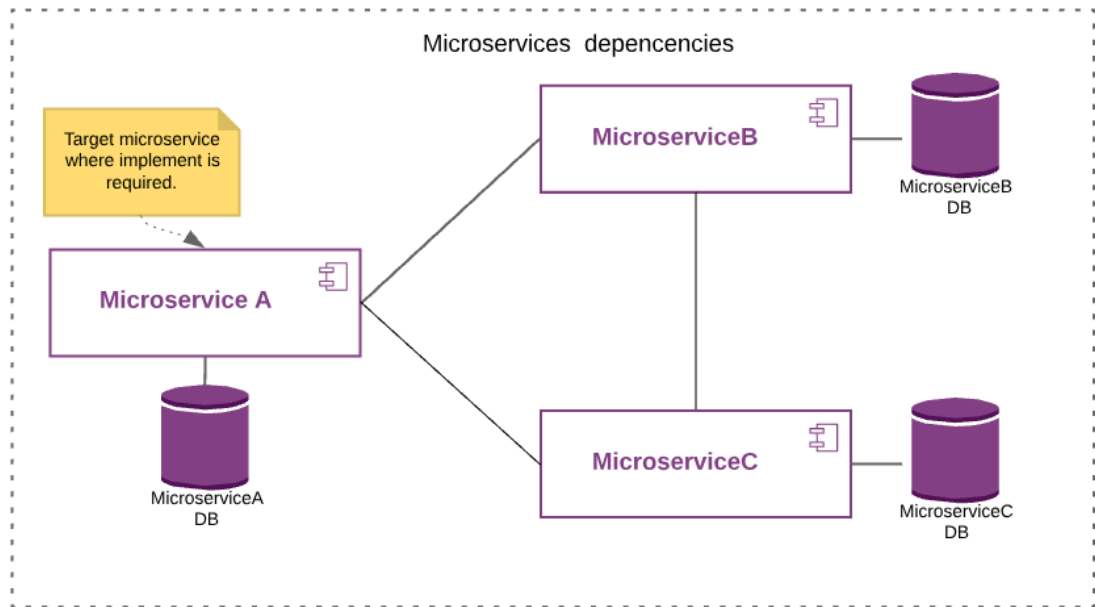 Microservices depencencies
Target microservice
where implement is
required.
MicroserviceB
MicroserviceB
DB
Microservice A
MicroserviceA
DB
MicroserviceC
MicroserviceC
DB